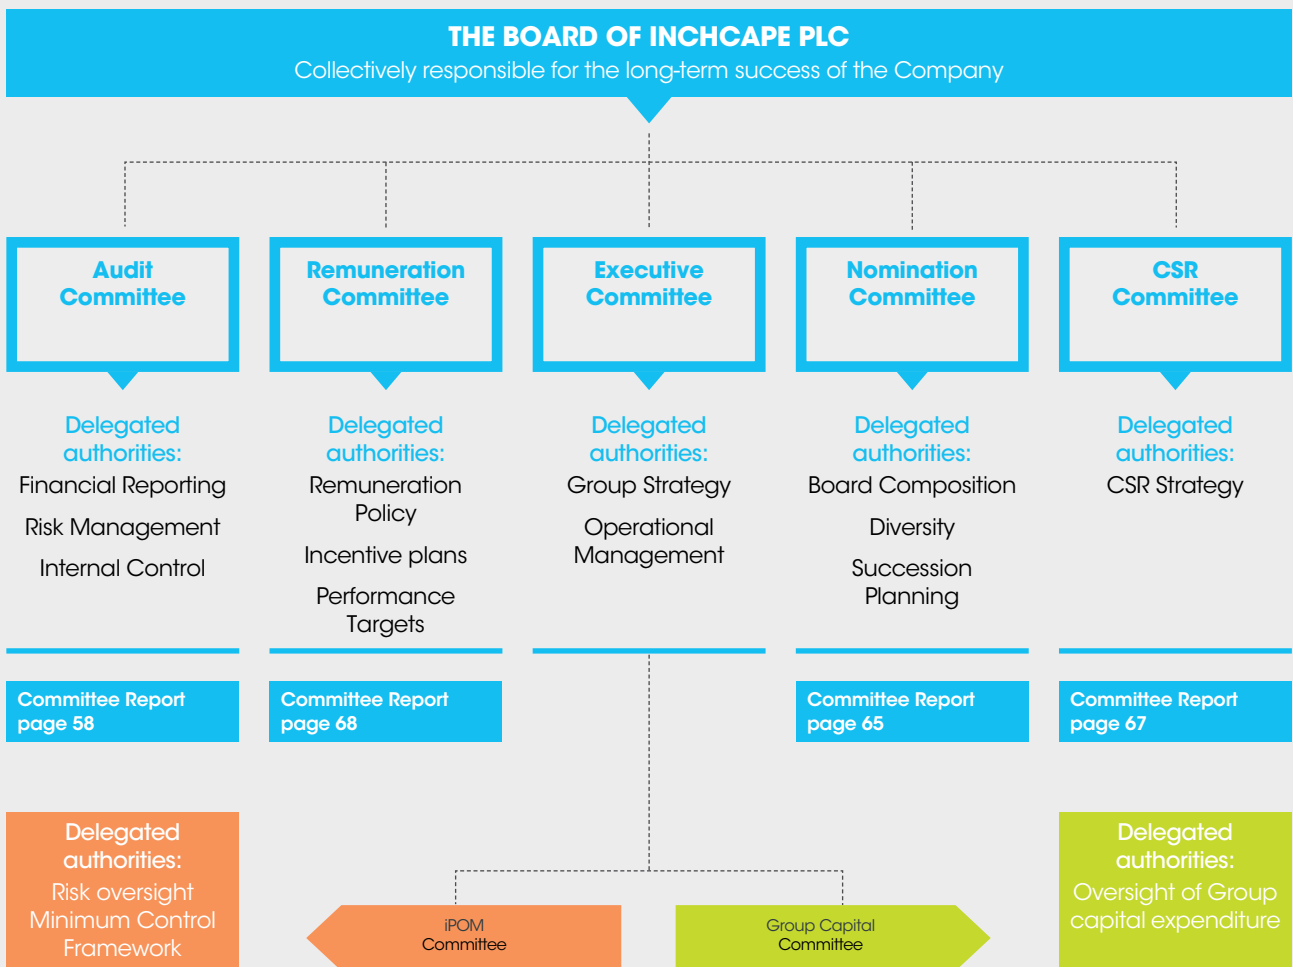 THE BOARD OF INCHCAPE PLC
Collectively responsible for the long-term success of the Company
Audit
Committee
Remuneration
Committee
Executive
Committee
Nomination
Committee
CSR
Committee
Delegated
authorities:
Financial Reporting
Risk Management
Internal Control
Delegated
authorities:
Remuneration
Policy
Incentive plans
Performance
Targets
Delegated
authorities:
Group Strategy
Operational
Management
Delegated
authorities:
Board Composition
Diversity
Succession
Planning
Delegated
authorities:
CSR Strategy
Committee Report
page 58
Committee Report
page 68
Committee Report
page 65
Committee Report
page 67
Delegated
authorities:
Risk oversight
Minimum Control
Framework
iPOM
Committee
Group Capital
Committee
Delegated
authorities:
Oversight of Group
capital expenditure